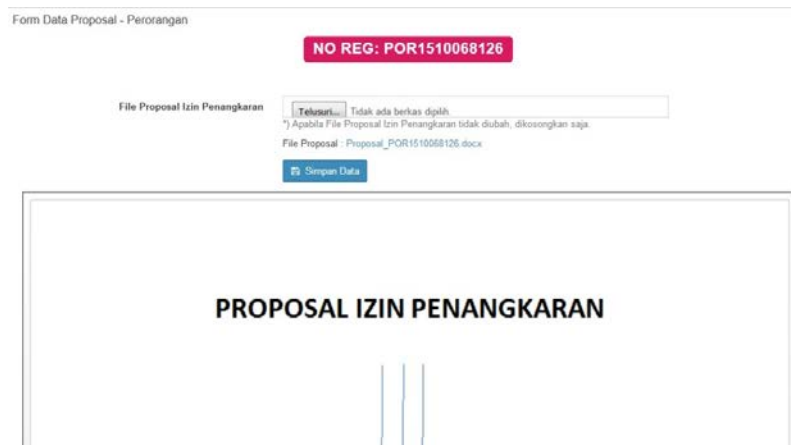 Form Data Proposal - Perorangan
NO REG: POR1510068126
File Proposal Izin Penangkaran
Telusuri... Tidak ada berkas dipilih.
*) Apabila File Proposal Izin Penangkaran tidak diubah, dikosongkan saja.
File Proposal : Proposal_POR1510068126.docx
Simpan Data
PROPOSAL IZIN PENANGKARAN